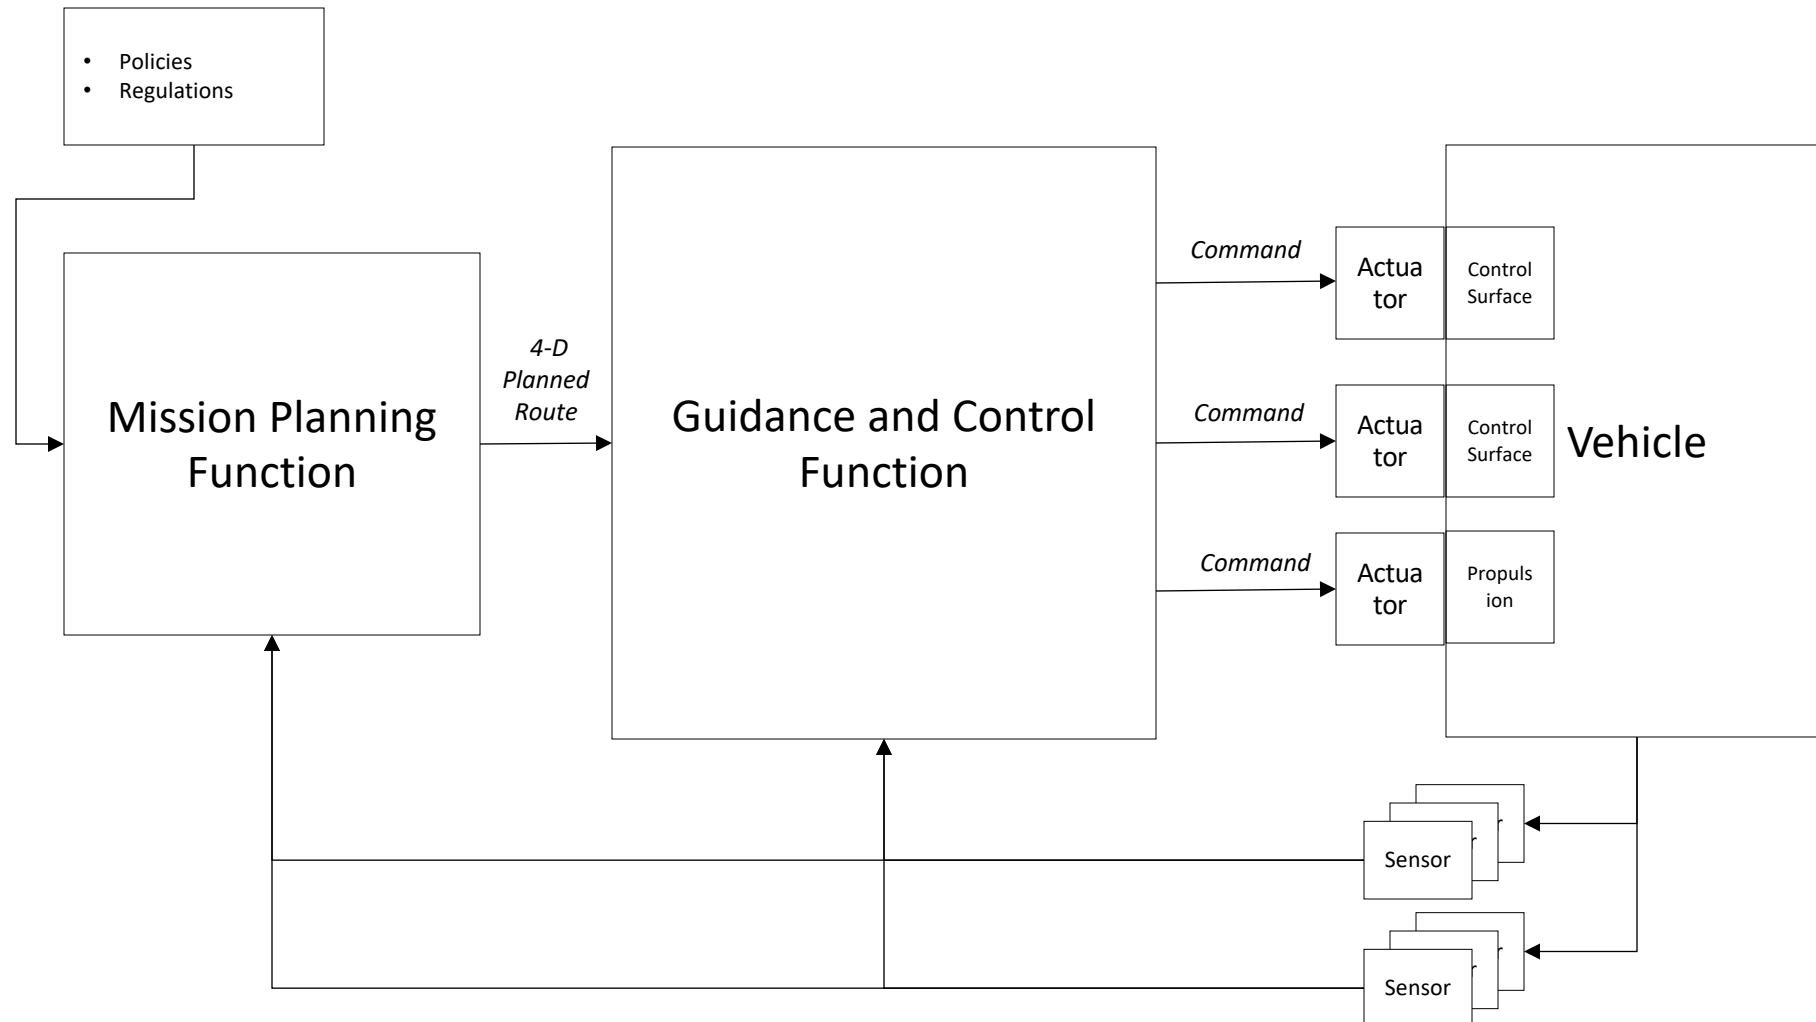 • Policies
• Regulations
Mission Planning
Function
4-D
Planned
Route
Guidance and Control
Function
Command
Actua
tor
Control
Surface
Command
Actua
tor
Control
Surface
Vehicle
Command
Actua
tor
Propuls
ion
r
r
Sensor
r
r
Sensor